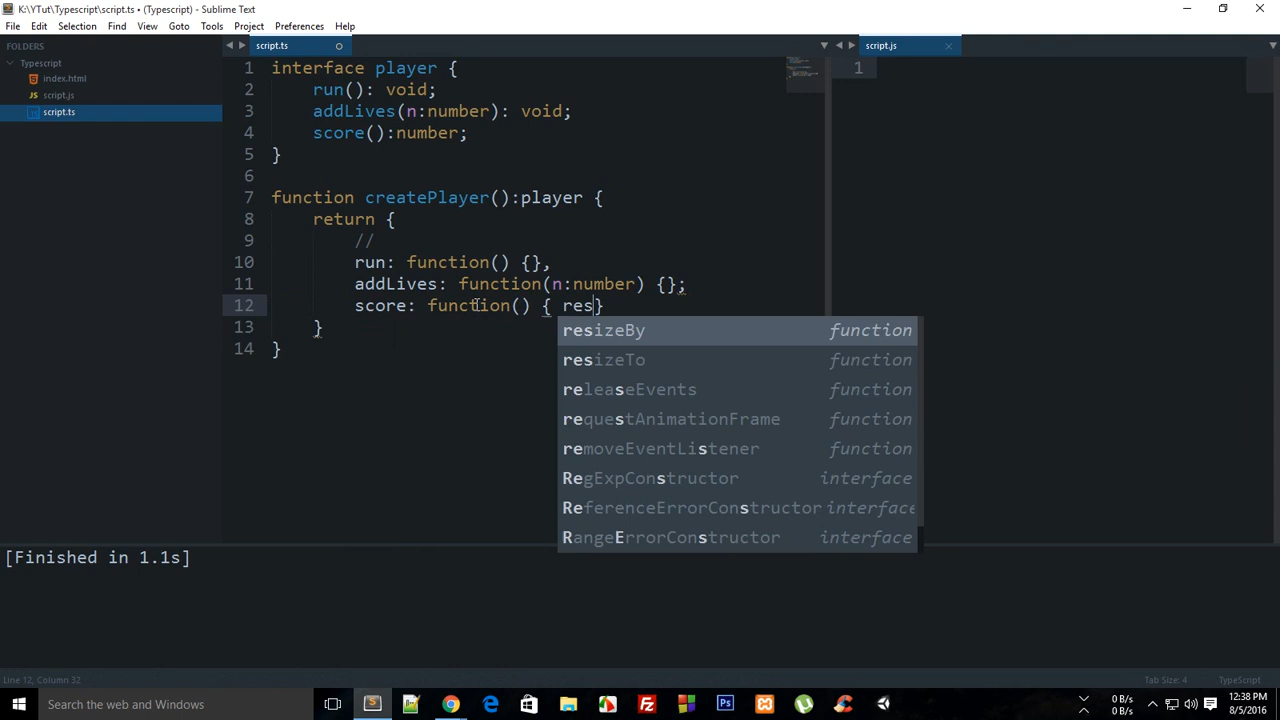 K:\YTut\Typescript\script.ts • (Typescript) - Sublime Text
File Edit Selection Find View Goto Tools Project Preferences Help
FOLDERS
Typescript
index.html
script.js
script.ts
script.ts
script.js
1 interface player {
2 run(): void;
3 addLives(n:number): void;
4 score():number;
5 }
6
7 function createPlayer():player {
8 return {
9 //
10 run: function() {},
11 addLives: function(n:number) {};
12 score: function() { res}
13 }
14 }
1
resizeBy function
resizeTo function
releaseEvents function
requestAnimationFrame function
removeEventListener function
RegExpConstructor interface
ReferenceErrorConstructor interface
RangeErrorConstructor interface
[Finished in 1.1s]
Line 12, Column 32
Tab Size: 4
TypeScript
Search the web and Windows
0 B/s
0 B/s
12:38 PM
8/5/2016